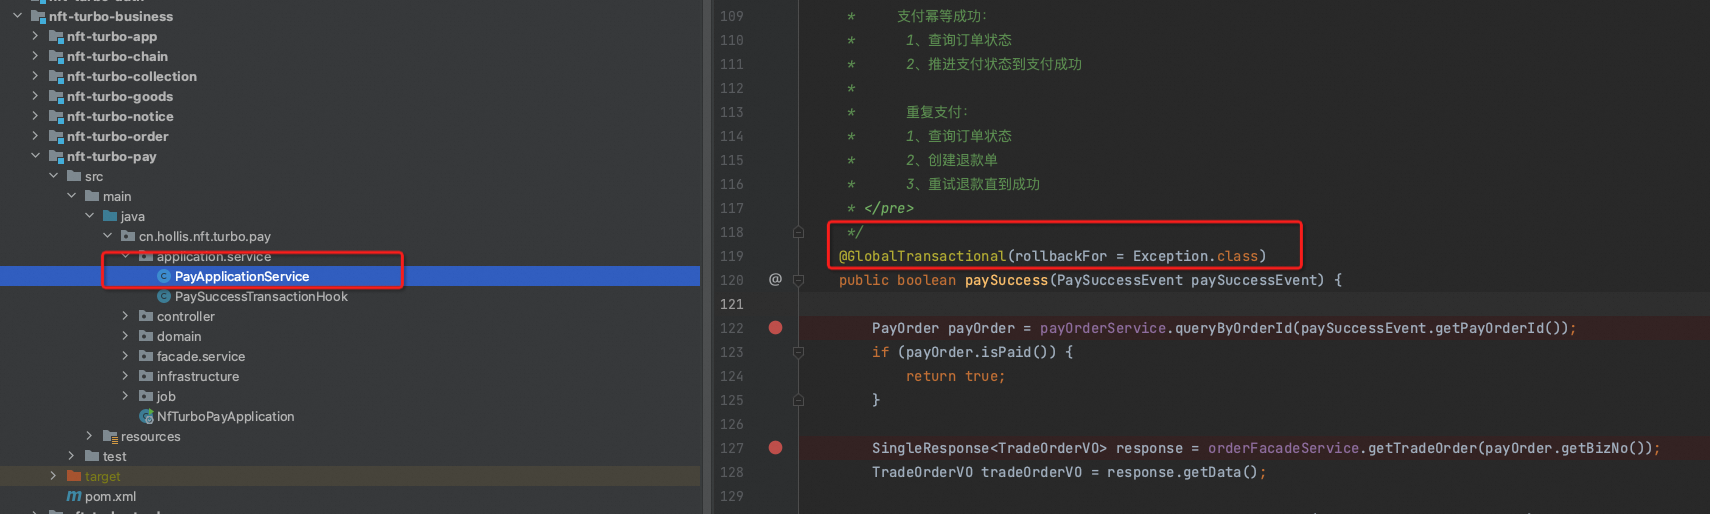 nft-turbo-business
nft-turbo-app
nft-turbo-chain
nft-turbo-collection
nft-turbo-goods
nft-turbo-notice
nft-turbo-order
nft-turbo-pay
src
main
java
cn.hollis.nft.turbo.pay
application.service
PayApplicationService
PaySuccessTransactionHook
controller
domain
facade.service
infrastructure
job
NfTurboPayApplication
resources
test
target
pom.xml
109 * 支付幂等成功：
110 * 1、查询订单状态
111 * 2、推进支付状态到支付成功
112 *
113 * 重复支付：
114 * 1、查询订单状态
115 * 2、创建退款单
116 * 3、重试退款直到成功
117 * </pre>
118 */
119 @GlobalTransactional(rollbackFor = Exception.class)
120 @ public boolean paySuccess(PaySuccessEvent paySuccessEvent) {
121
122 PayOrder payOrder = payOrderService.queryByOrderId(paySuccessEvent.getPayOrderId());
123 if (payOrder.isPaid()) {
124 return true;
125 }
126
127 SingleResponse<TradeOrderVO> response = orderFacadeService.getTradeOrder(payOrder.getBizNo());
128 TradeOrderVO tradeOrderVO = response.getData();
129